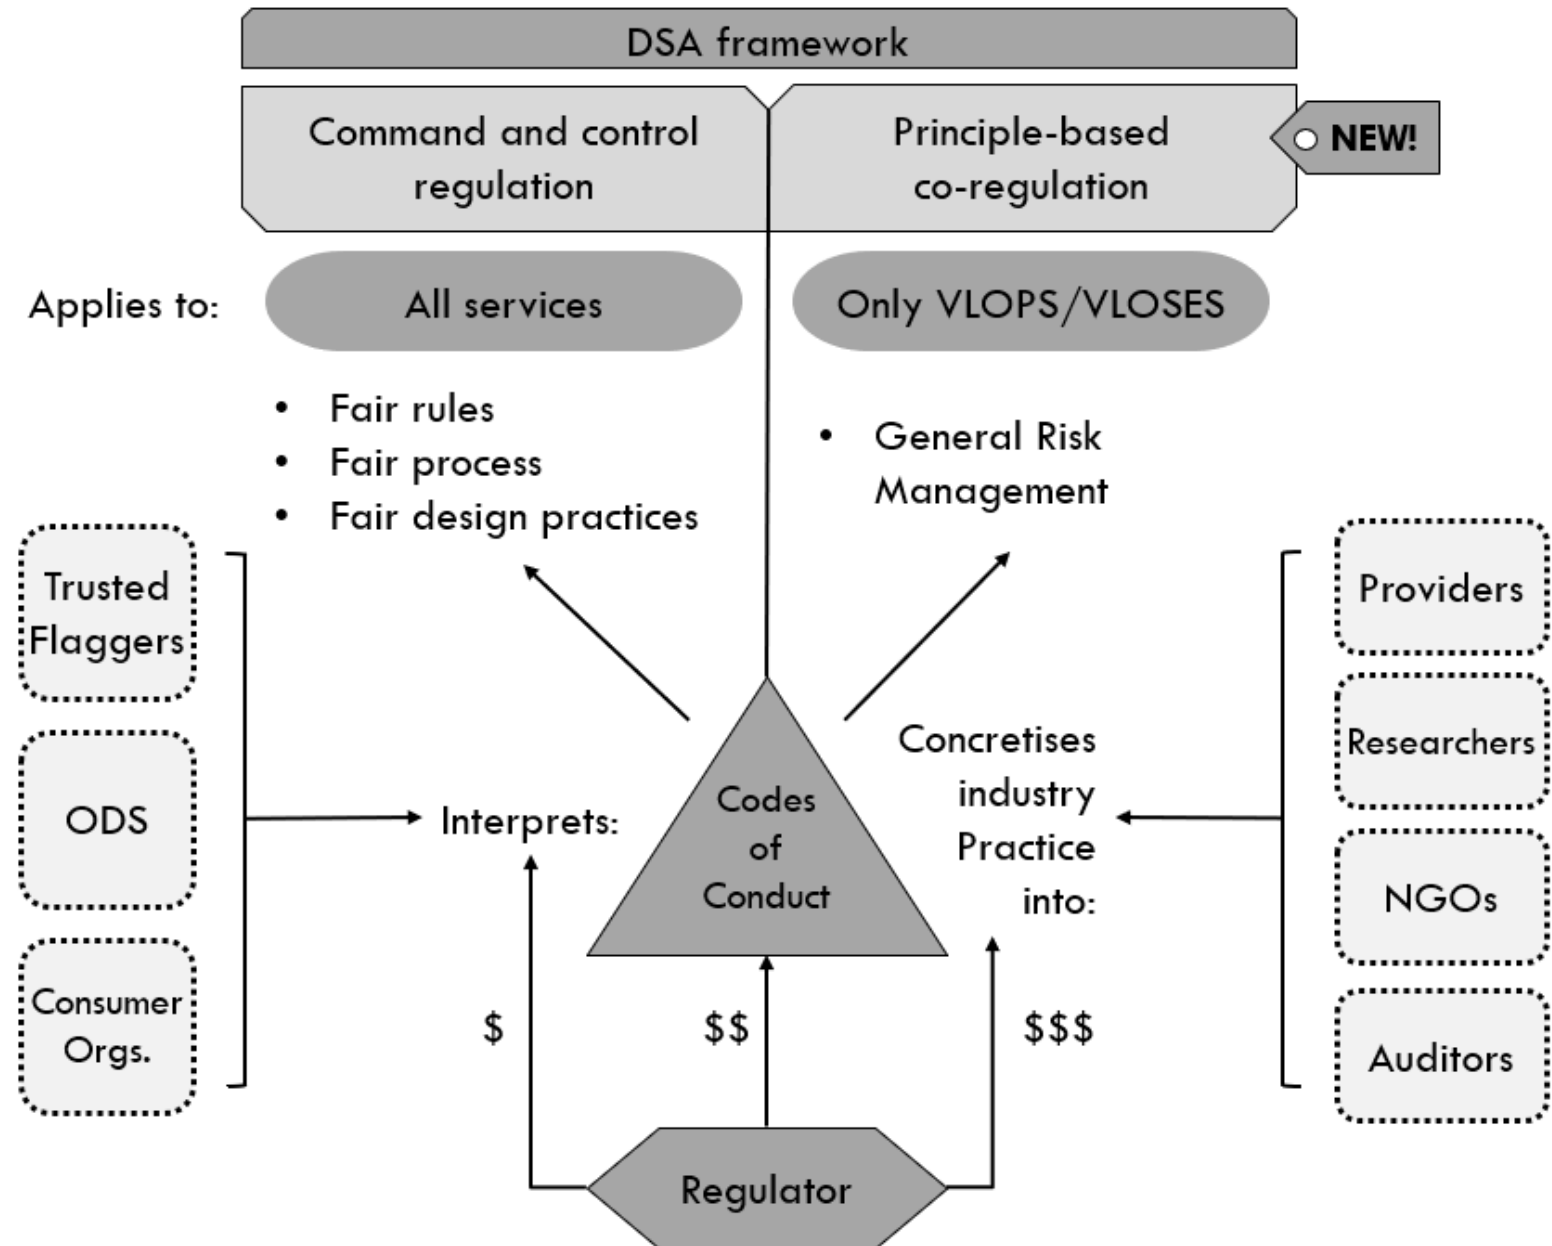 DSA framework
Command and control
regulation
Principle-based
co-regulation
NEW!
Applies to:
All services
Only VLOPS/VLOSES
• Fair rules
• Fair process
• Fair design practices
• General Risk
Management
Trusted
Flaggers
ODS
Consumer
Orgs.
Interprets:
Codes
of
Conduct
Concretises
industry
Practice
into:
Providers
Researchers
NGOs
Auditors
$
$$
$$$
Regulator